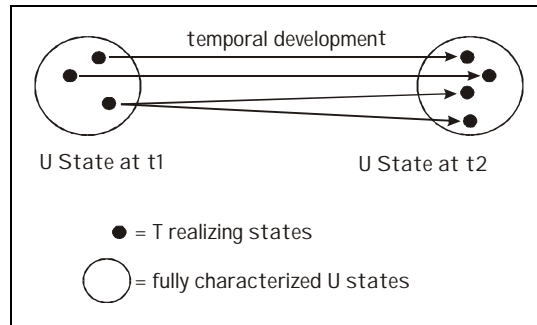 temporal development
U State at t1
U State at t2
= T realizing states
= fully characterized U states